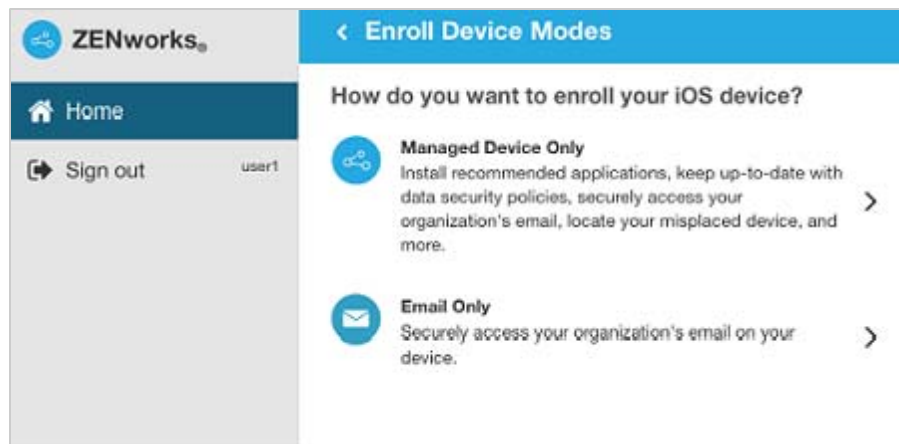 ZENworks®
Home
Sign out
user1
Enroll Device Modes
How do you want to enroll your iOS device?
Managed Device Only
Install recommended applications, keep up-to-date with
data security policies, securely access your
organization's email, locate your misplaced device, and
more.
Email Only
Securely access your organization's email on your
device.